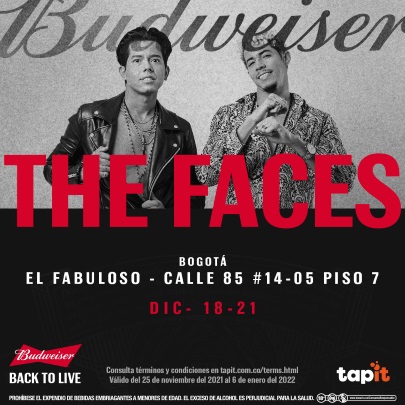 Budweiser
THE FACES
BOGOTÁ
EL FABULOSO - CALLE 85 #14-05 PISO 7
DIC- 18-21
Budweiser
BACK TO LIVE
Consulta términos y condiciones en tapit.com.co/terms.html
Válido del 25 de noviembre del 2021 al 6 de enero del 2022
tapit
PROHÍBESE EL EXPENDIO DE BEBIDAS EMBRIAGANTES A MENORES DE EDAD. EL EXCESO DE ALCOHOL ES PERJUDICIAL PARA LA SALUD.